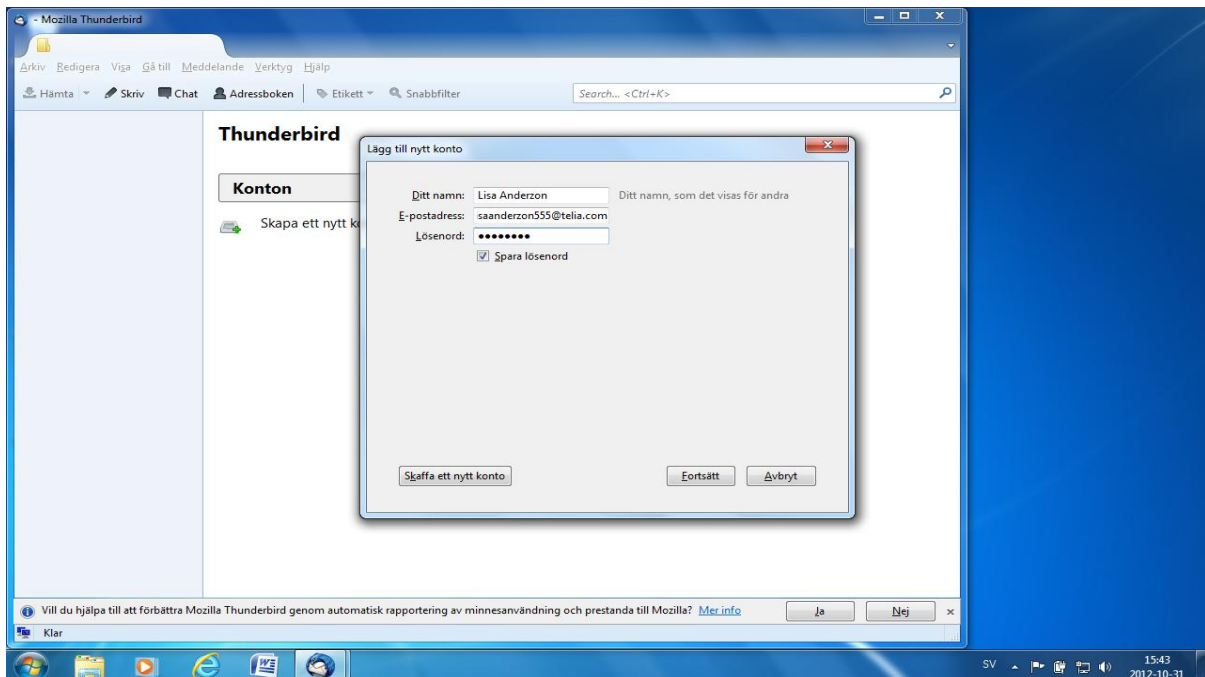 - Mozilla Thunderbird
Arkiv Redigera Visa Gå till Meddelande Verktyg Hjälp
Hämta Skriv Chat Adressboken Etikett Snabbfilter Search... <Ctrl+K>
Thunderbird
Konton
Skapa ett nytt k
Lägg till nytt konto
Ditt namn: Lisa Anderzon Ditt namn, som det visas för andra
E-postadress: saanderzon555@telia.com
Lösenord: ●●●●●●●●
Spara lösenord
Skaffa ett nytt konto Fortsätt Avbryt
Vill du hjälpa till att förbättra Mozilla Thunderbird genom automatisk rapportering av minnesanvändning och prestanda till Mozilla? Mer info Ja Nej
Klar
SV 15:43
2012-10-31